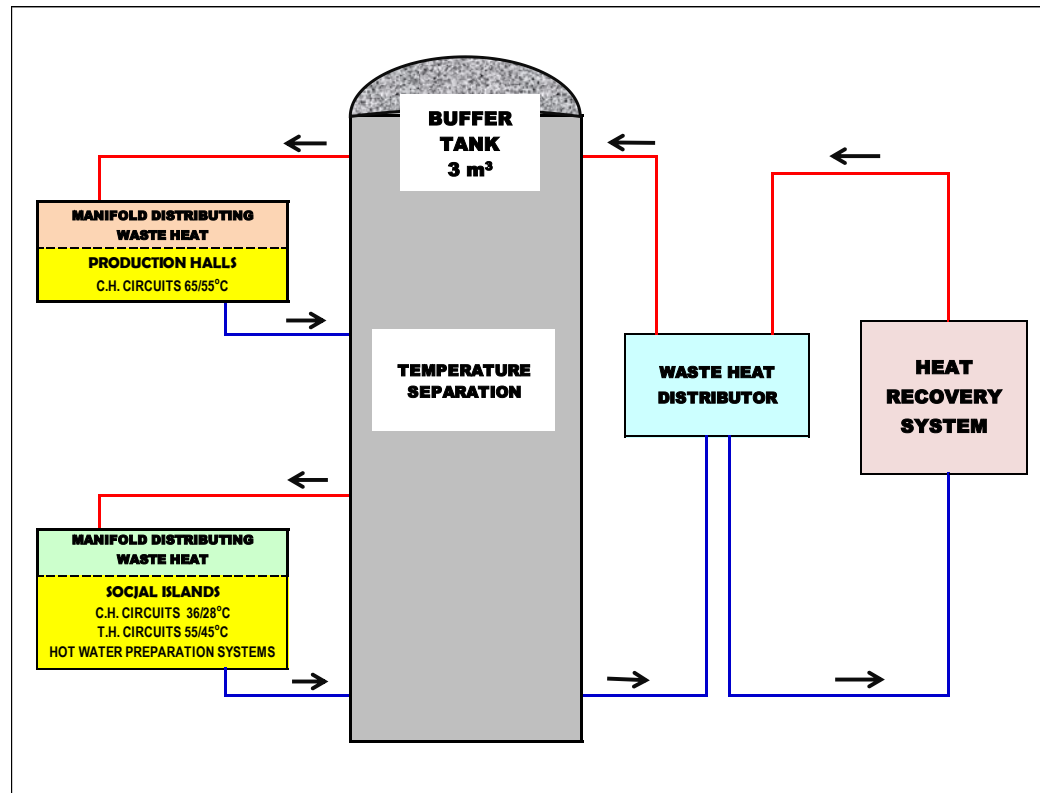 BUFFER
TANK
3 m³
MANIFOLD DISTRIBUTING
WASTE HEAT
PRODUCTION HALLS
C.H. CIRCUITS 65/55°C
TEMPERATURE
SEPARATION
WASTE HEAT
DISTRIBUTOR
HEAT
RECOVERY
SYSTEM
MANIFOLD DISTRIBUTING
WASTE HEAT
SOCJAL ISLANDS
C.H. CIRCUITS 36/28°C
T.H. CIRCUITS 55/45°C
HOT WATER PREPARATION SYSTEMS